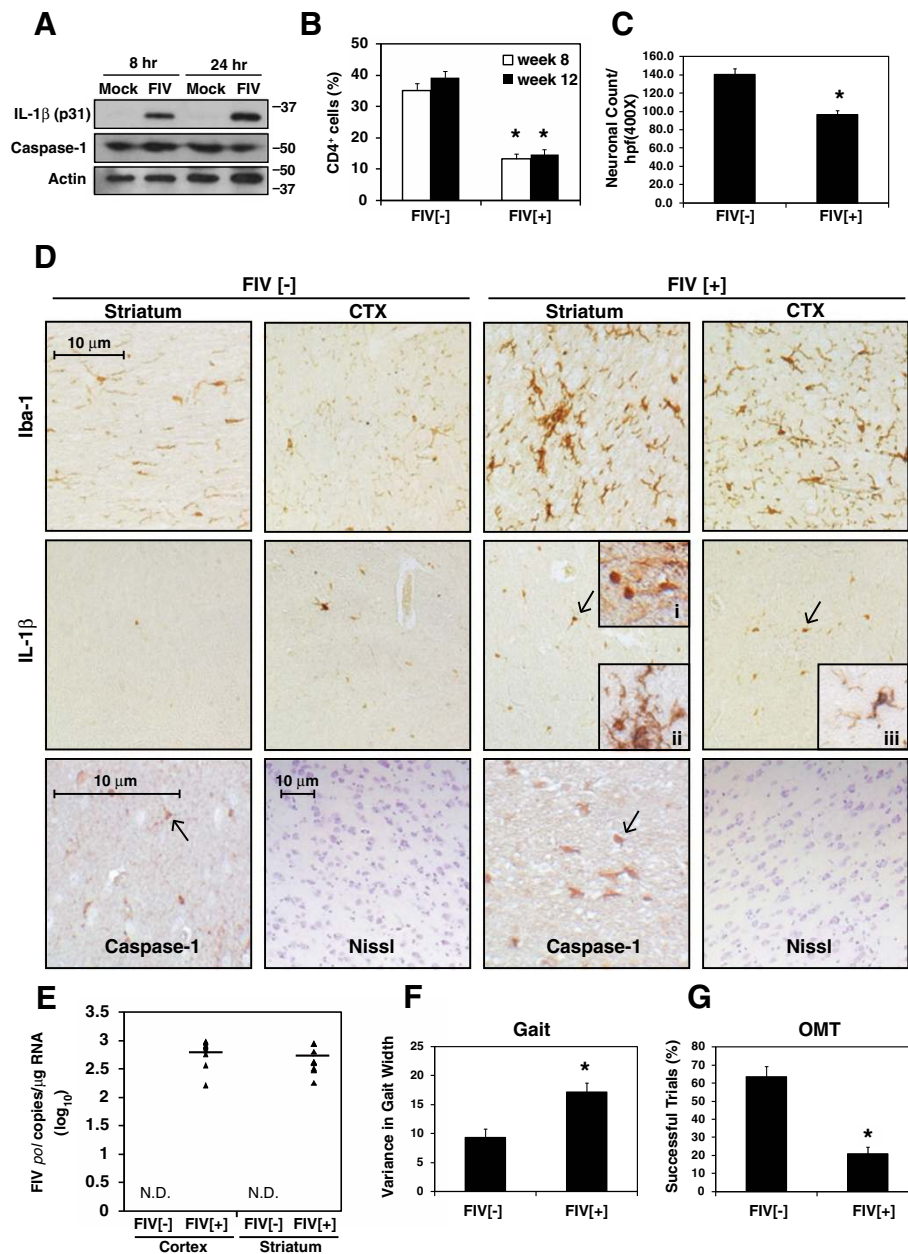 A
8 hr 24 hr
Mock FIV Mock FIV
IL-1β (p31)
Caspase-1
Actin
–37
–50
–50
–37
B
CD4+ cells (%)
50
40
30
20
10
0
week 8
week 12
* *
FIV[-] FIV[+]
C
Neuronal Count/
hpf(400X)
160.0
140.0
120.0
100.0
80.0
60.0
40.0
20.0
0.0
*
FIV[-] FIV[+]
D
FIV [-] FIV [+]
Striatum CTX Striatum CTX
Iba-1
10 μm
IL-1β
i
ii
iii
10 μm
10 μm
Caspase-1 Nissl Caspase-1 Nissl
E
FIV pol copies/μg RNA
(log10)
3.5
3
2.5
2
1.5
1
0.5
0
N.D. N.D.
FIV[-] FIV[+] FIV[-] FIV[+]
Cortex Striatum
F
Gait
Variance in Gait Width
25
20
15
10
5
0
*
FIV[-] FIV[+]
G
OMT
Successful Trials (%)
80
70
60
50
40
30
20
10
0
*
FIV[-] FIV[+]